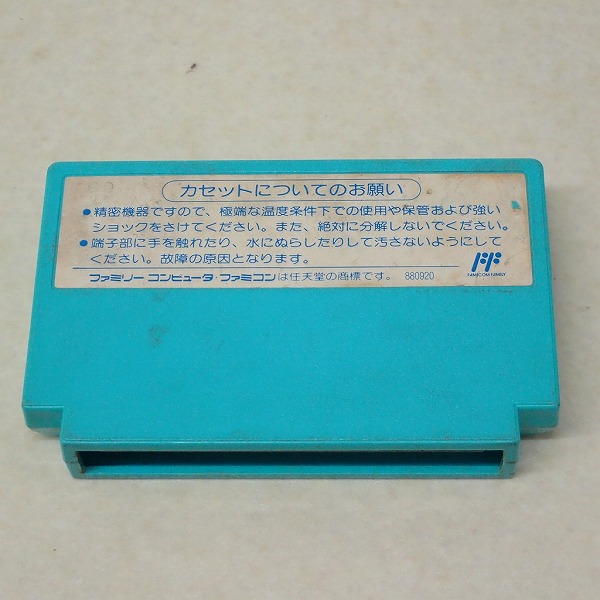 カセットについてのお願い
●精密機器ですので、極端な温度条件下での使用や保管および強い
ショックをさけてください。また、絶対に分解しないでください。
●端子部に手を触れたり、水にぬらしたりして汚さないようにして
ください。故障の原因となります。
ファミリーコンピュータ・ファミコンは任天堂の商標です。 880920
FF
FAMICOM FAMILY